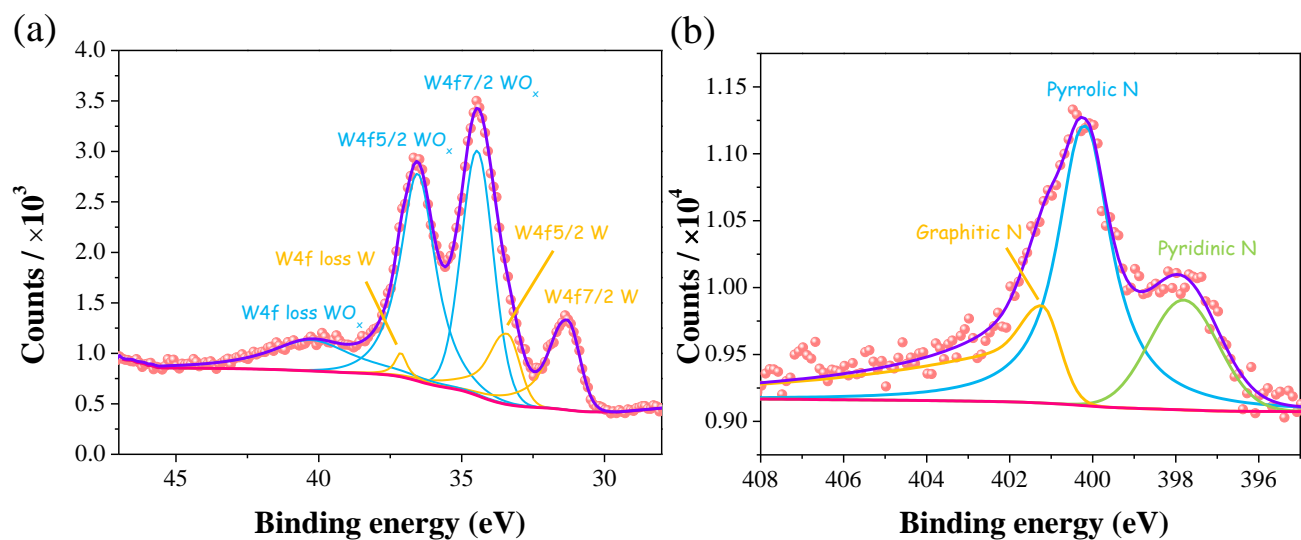 (a)
4.0
3.5
3.0
2.5
2.0
1.5
1.0
0.5
0.0
Counts / ×10³
W4f7/2 WOₓ
W4f5/2 WOₓ
W4f5/2 W
W4f loss W
W4f7/2 W
W4f loss WOₓ
45
40
35
30
Binding energy (eV)
(b)
1.15
1.10
1.05
1.00
0.95
0.90
Counts / ×10⁴
Pyrrolic N
Graphitic N
Pyridinic N
408
406
404
402
400
398
396
Binding energy (eV)